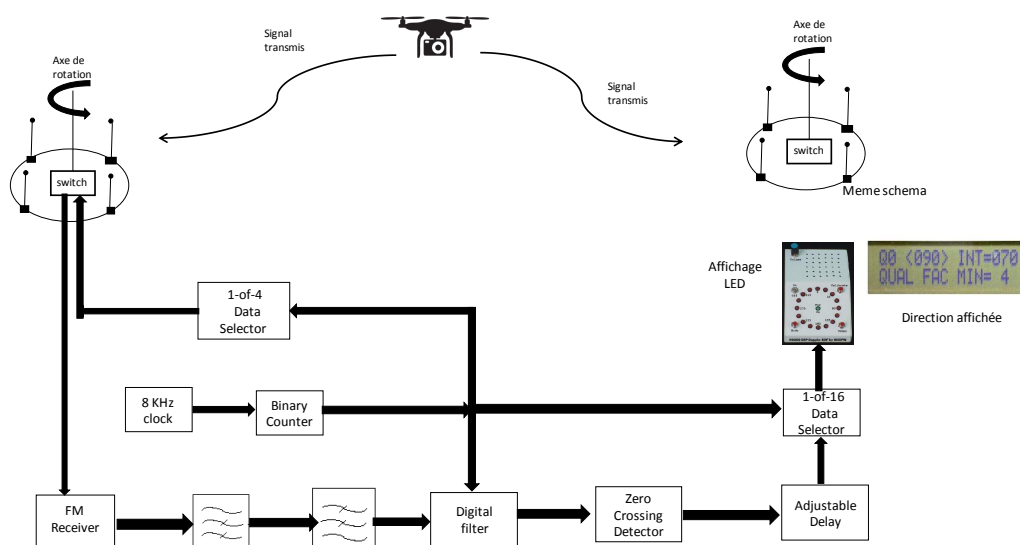 Signal
transmis
Axe de
rotation
Signal
transmis
Axe de
rotation
switch
switch
Meme schema
Affichage
LED
Q0 <090> INT=070
QUAL FAC MIN= 4
Direction affichée
1-of-4
Data
Selector
8 KHz
clock
Binary
Counter
1-of-16
Data
Selector
FM
Receiver
Digital
filter
Zero
Crossing
Detector
Adjustable
Delay